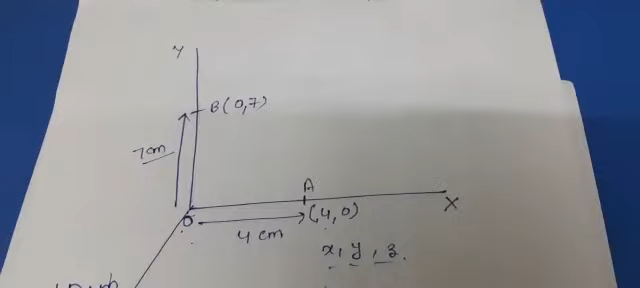 Y
B(0,7)
7cm
A
O
(4,0)
X
4 cm
x, y, z.